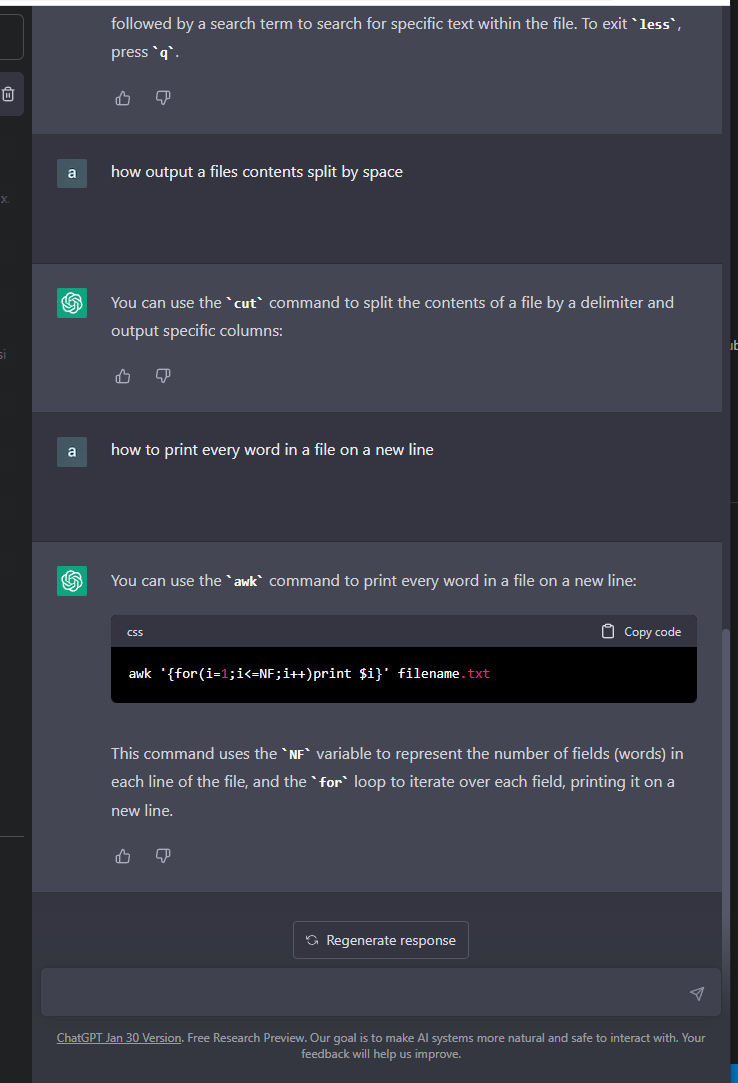 followed by a search term to search for specific text within the file. To exit `less`,
press `q`.
x.
a
how output a files contents split by space
You can use the `cut` command to split the contents of a file by a delimiter and
output specific columns:
si
ub
a
how to print every word in a file on a new line
You can use the `awk` command to print every word in a file on a new line:
css
Copy code
awk '{for(i=1;i<=NF;i++)print $i}' filename.txt
This command uses the `NF` variable to represent the number of fields (words) in
each line of the file, and the `for` loop to iterate over each field, printing it on a
new line.
Regenerate response
ChatGPT Jan 30 Version. Free Research Preview. Our goal is to make AI systems more natural and safe to interact with. Your
feedback will help us improve.